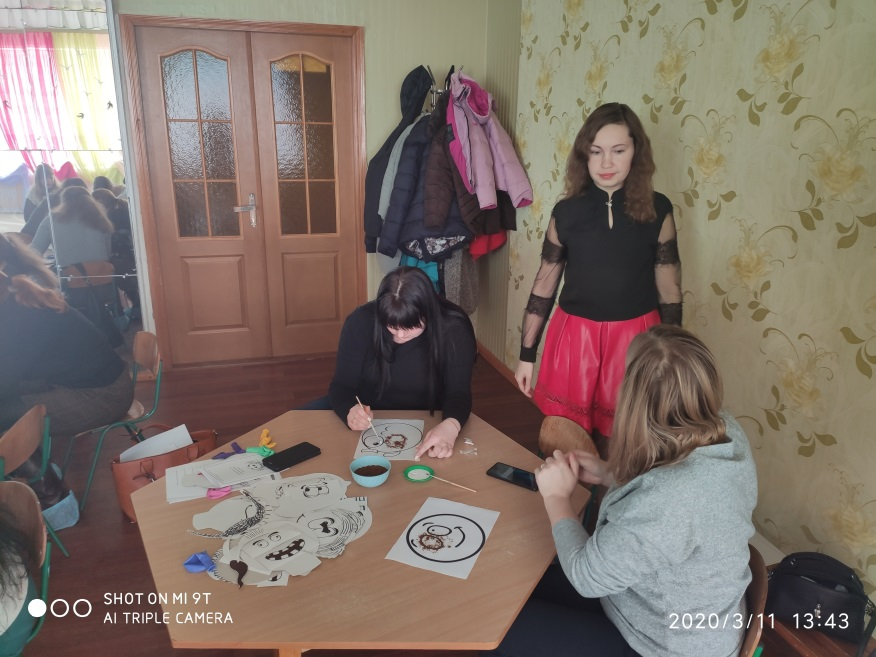 SHOT ON MI 9T
AI TRIPLE CAMERA
2020/3/11 13:43